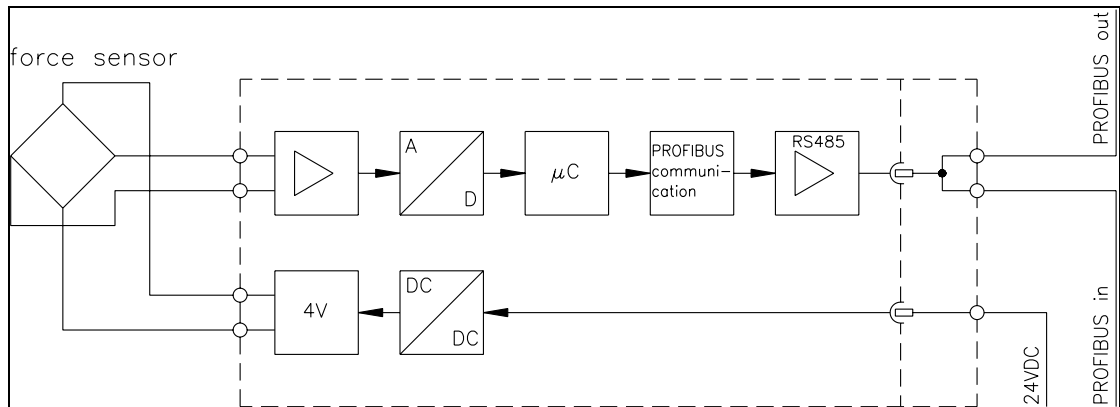 force sensor
A
D
µC
PROFIBUS
communi-
cation
RS485
PROFIBUS out
4V
DC
DC
24VDC
PROFIBUS in